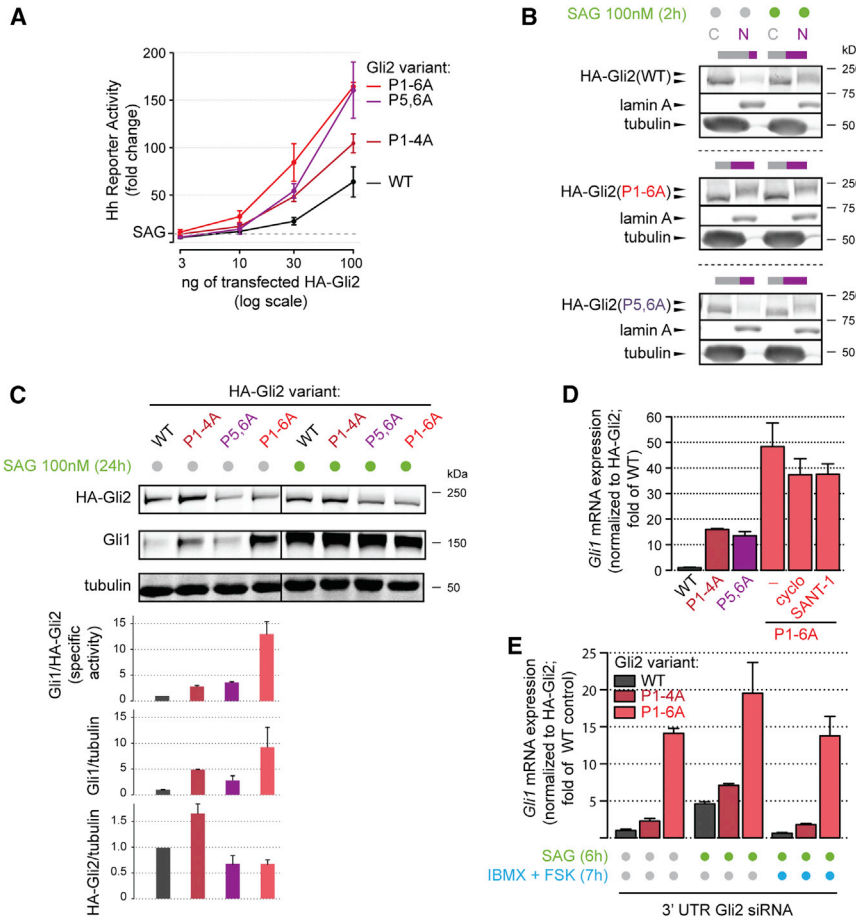 A
200
150
100
50
SAG
0
Hh Reporter Activity
(fold change)
3
10
30
100
ng of transfected HA-Gli2
(log scale)
Gli2 variant:
P1-6A
P5,6A
P1-4A
WT
B
SAG 100nM (2h)
C N C N
kD
HA-Gli2(WT)
250
75
lamin A
tubulin
50
HA-Gli2(P1-6A)
250
75
lamin A
tubulin
50
HA-Gli2(P5,6A)
250
75
lamin A
tubulin
50
C
HA-Gli2 variant:
WT P1-4A P5,6A P1-6A WT P1-4A P5,6A P1-6A
SAG 100nM (24h)
kDa
HA-Gli2
250
Gli1
150
tubulin
50
Gli1/HA-Gli2
(specific
activity)
15
10
5
0
Gli1/tubulin
15
10
5
0
HA-Gli2/tubulin
1.5
1.0
0.5
0
D
Gli1 mRNA expression
(normalized to HA-Gli2;
fold of WT)
60
50
40
30
20
10
0
WT
P1-4A
P5,6A
–
cyclo
SANT-1
P1-6A
E
Gli1 mRNA expression
(normalized to HA-Gli2;
fold of WT control)
25
20
15
10
5
Gli2 variant:
WT
P1-4A
P1-6A
SAG (6h)
IBMX + FSK (7h)
3' UTR Gli2 siRNA